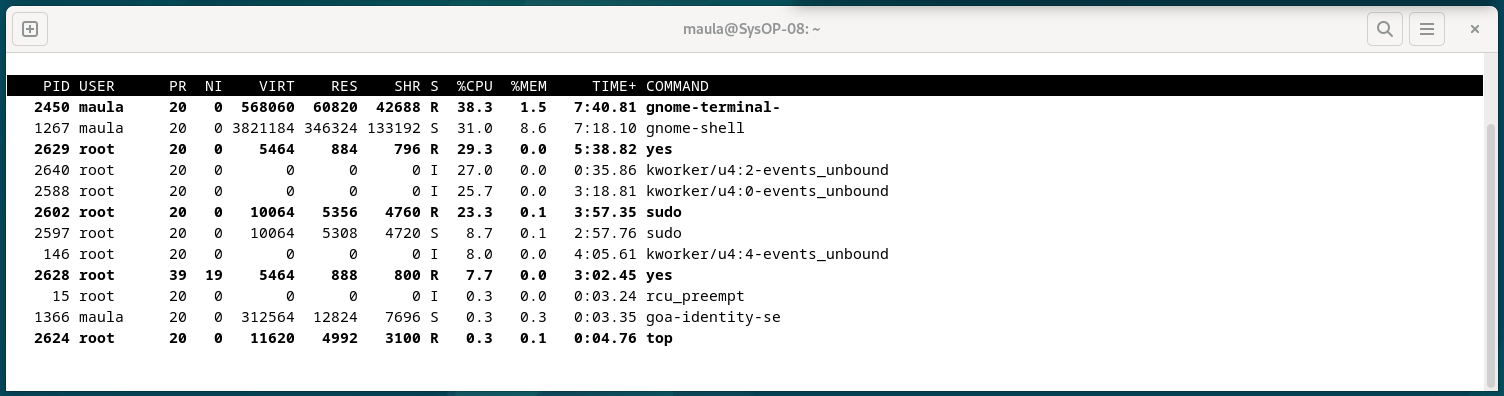 maula@SysOP-08: ~
PID USER PR NI VIRT RES SHR S %CPU %MEM TIME+ COMMAND
2450 maula 20 0 568060 60820 42688 R 38.3 1.5 7:40.81 gnome-terminal-
1267 maula 20 0 3821184 346324 133192 S 31.0 8.6 7:18.10 gnome-shell
2629 root 20 0 5464 884 796 R 29.3 0.0 5:38.82 yes
2640 root 20 0 0 0 0 I 27.0 0.0 0:35.86 kworker/u4:2-events_unbound
2588 root 20 0 0 0 0 I 25.7 0.0 3:18.81 kworker/u4:0-events_unbound
2602 root 20 0 10064 5356 4760 R 23.3 0.1 3:57.35 sudo
2597 root 20 0 10064 5308 4720 S 8.7 0.1 2:57.76 sudo
146 root 20 0 0 0 0 I 8.0 0.0 4:05.61 kworker/u4:4-events_unbound
2628 root 39 19 5464 888 800 R 7.7 0.0 3:02.45 yes
15 root 20 0 0 0 0 I 0.3 0.0 0:03.24 rcu_preempt
1366 maula 20 0 312564 12824 7696 S 0.3 0.3 0:03.35 goa-identity-se
2624 root 20 0 11620 4992 3100 R 0.3 0.1 0:04.76 top